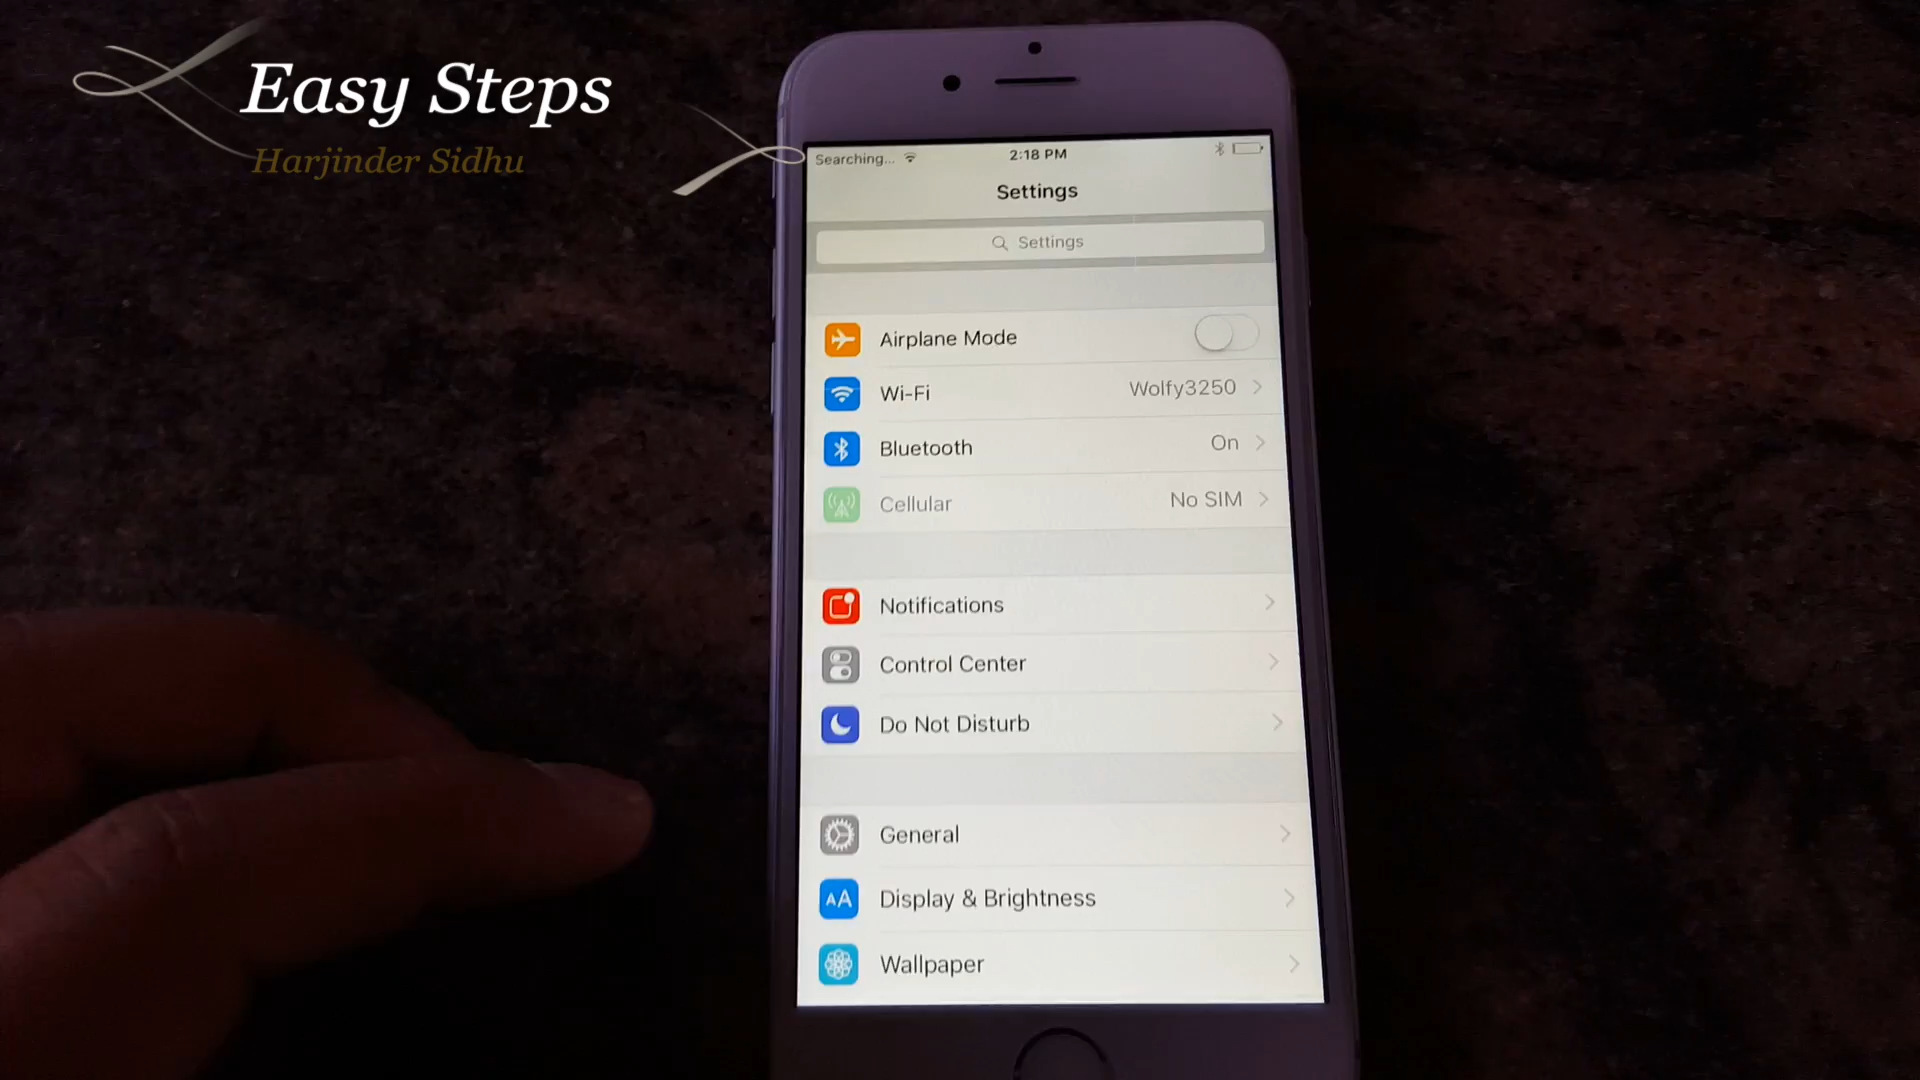 Easy Steps
Harjinder Sidhu
Searching... 2:18 PM
Settings
Settings
Airplane Mode
Wi-Fi Wolfy3250
Bluetooth On
Cellular No SIM
Notifications
Control Center
Do Not Disturb
General
AA Display & Brightness
Wallpaper